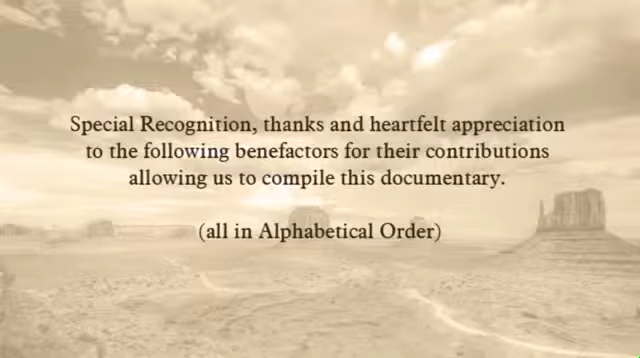 Special Recognition, thanks and heartfelt appreciation
to the following benefactors for their contributions
allowing us to compile this documentary.
(all in Alphabetical Order)